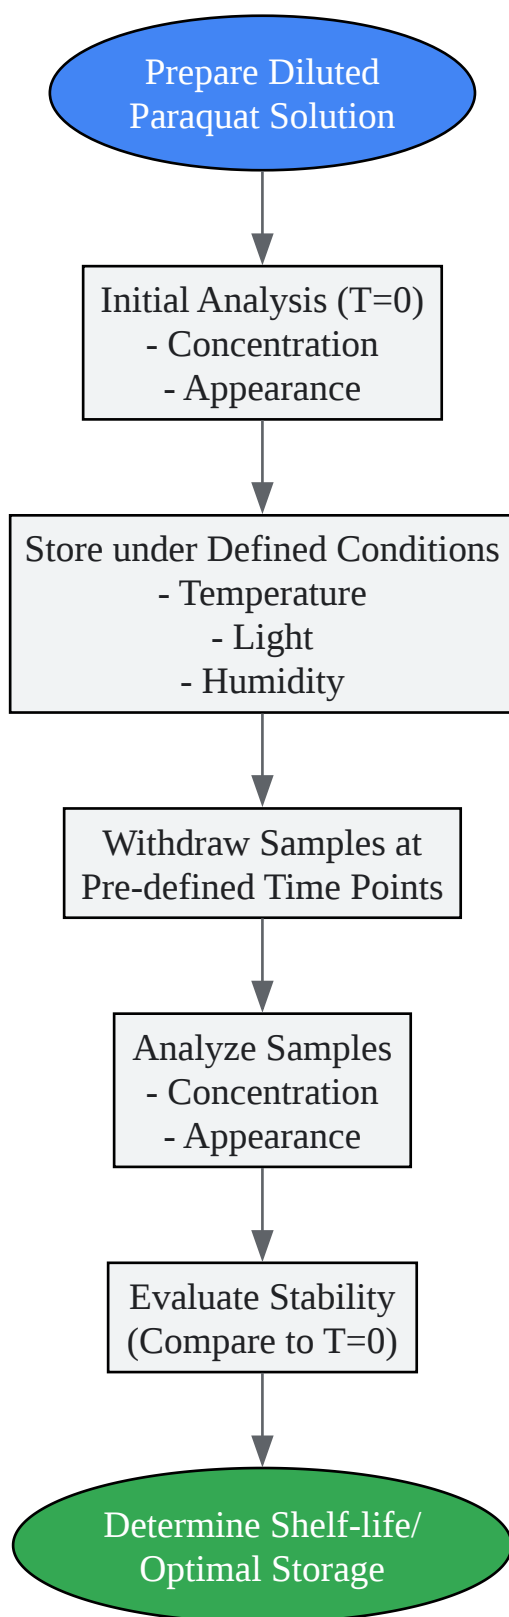 Prepare Diluted
Paraquat Solution
Initial Analysis (T=0)
- Concentration
- Appearance
Store under Defined Conditions
- Temperature
- Light
- Humidity
Withdraw Samples at
Pre-defined Time Points
Analyze Samples
- Concentration
- Appearance
Evaluate Stability
(Compare to T=0)
Determine Shelf-life/
Optimal Storage